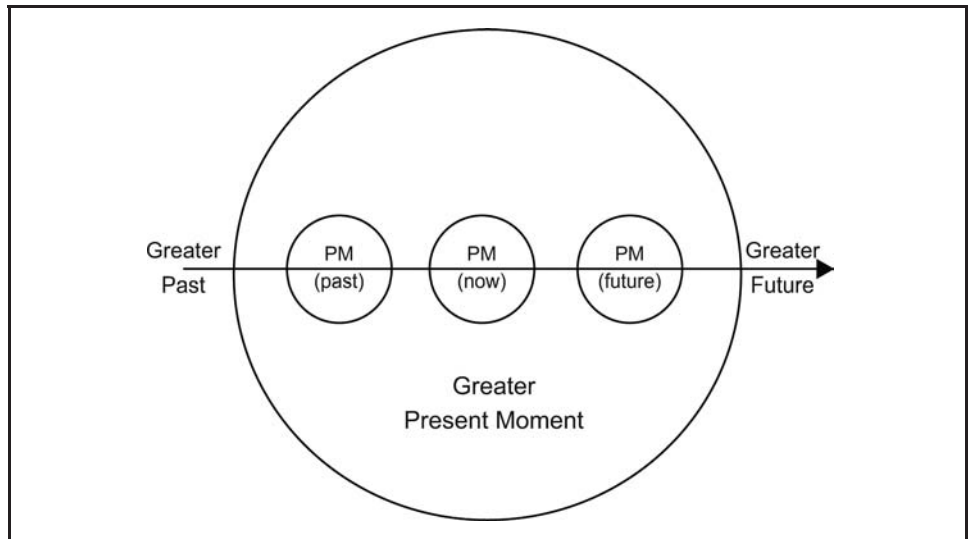 Greater
Past
PM
(past)
PM
(now)
PM
(future)
Greater
Future
Greater
Present Moment